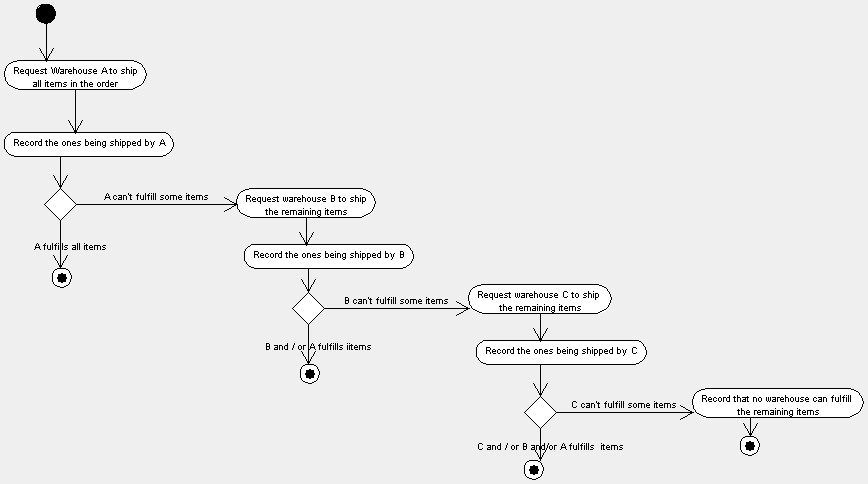 Request Warehouse A to ship
all items in the order
Record the ones being shipped by A
A can't fulfill some items
Request warehouse B to ship
the remaining items
A fulfills all items
Record the ones being shipped by B
B can't fulfill some items
Request warehouse C to ship
the remaining items
B and / or A fulfills iitems
Record the ones being shipped by C
C can't fulfill some items
Record that no warehouse can fulfill
the remaining items
C and / or B and/or A fulfills items